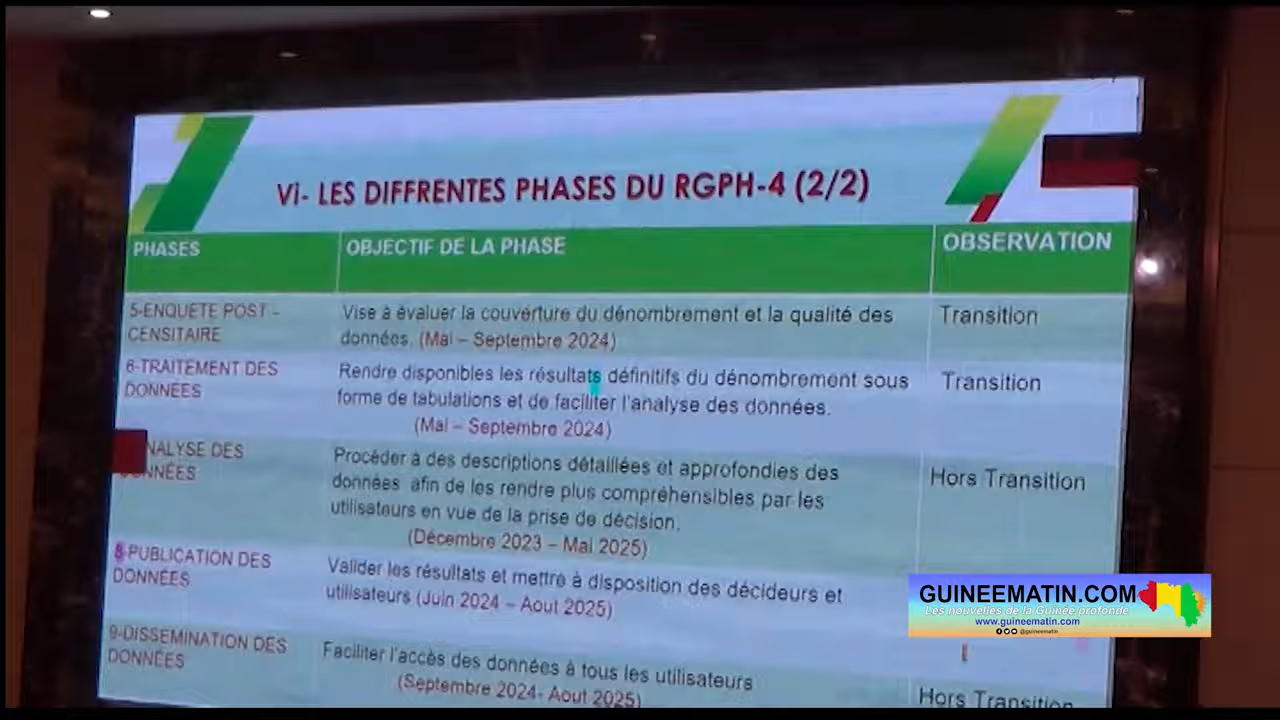 Vi- LES DIFFRENTES PHASES DU RGPH-4 (2/2)
PHASES
OBJECTIF DE LA PHASE
OBSERVATION
5-ENQUETE POST –
CENSITAIRE
Vise à évaluer la couverture du dénombrement et la qualité des
données. (Mai – Septembre 2024)
Transition
6-TRAITEMENT DES
DONNÉES
Rendre disponibles les résultats définitifs du dénombrement sous
forme de tabulations et de faciliter l'analyse des données.
(Mai – Septembre 2024)
Transition
NALYSE DES
NNÉES
Procéder à des descriptions détaillées et approfondies des
données afin de les rendre plus compréhensibles par les
utilisateurs en vue de la prise de décision.
(Décembre 2023 – Mai 2025)
Hors Transition
8-PUBLICATION DES
DONNÉES
Valider les résultats et mettre à disposition des décideurs et
utilisateurs (Juin 2024 – Aout 2025)
9-DISSEMINATION DES
DONNÉES
Faciliter l'accès des données à tous les utilisateurs
(Septembre 2024- Aout 2025)
Hors Transition
GUINEEMATIN.COM
Les nouvelles de la Guinée profonde
www.guineematin.com
@guineematin